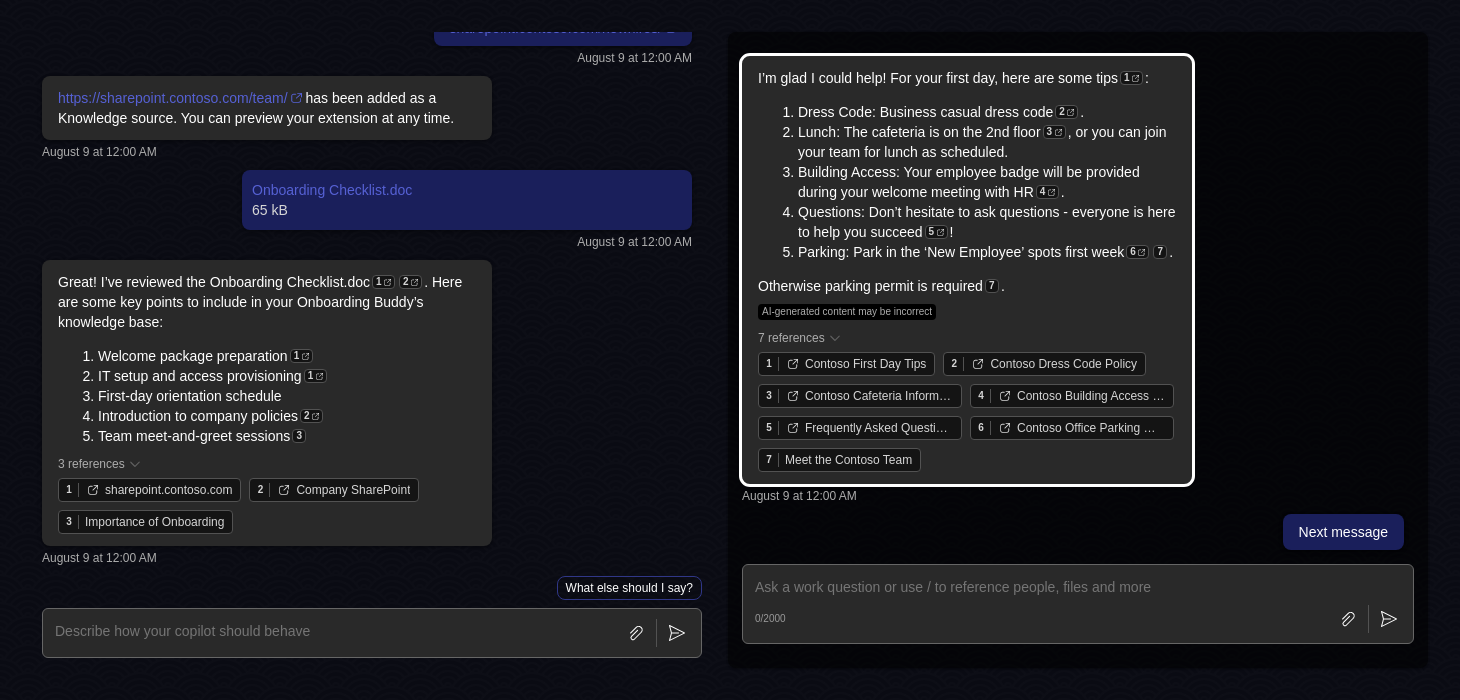 August 9 at 12:00 AM
https://sharepoint.contoso.com/team/ has been added as a
Knowledge source. You can preview your extension at any time.
August 9 at 12:00 AM
Onboarding Checklist.doc
65 kB
August 9 at 12:00 AM
Great! I’ve reviewed the Onboarding Checklist.doc 1 2 . Here
are some key points to include in your Onboarding Buddy’s
knowledge base:
1. Welcome package preparation 1
2. IT setup and access provisioning 1
3. First-day orientation schedule
4. Introduction to company policies 2
5. Team meet-and-greet sessions 3
3 references
1 sharepoint.contoso.com 2 Company SharePoint
3 Importance of Onboarding
August 9 at 12:00 AM
What else should I say?
Describe how your copilot should behave
I’m glad I could help! For your first day, here are some tips 1 :
1. Dress Code: Business casual dress code 2 .
2. Lunch: The cafeteria is on the 2nd floor 3 , or you can join
your team for lunch as scheduled.
3. Building Access: Your employee badge will be provided
during your welcome meeting with HR 4 .
4. Questions: Don’t hesitate to ask questions - everyone is here
to help you succeed 5 !
5. Parking: Park in the ‘New Employee’ spots first week 6 7 .
Otherwise parking permit is required 7 .
AI-generated content may be incorrect
7 references
1 Contoso First Day Tips 2 Contoso Dress Code Policy
3 Contoso Cafeteria Inform… 4 Contoso Building Access …
5 Frequently Asked Questi… 6 Contoso Office Parking …
7 Meet the Contoso Team
August 9 at 12:00 AM
Next message
Ask a work question or use / to reference people, files and more
0/2000